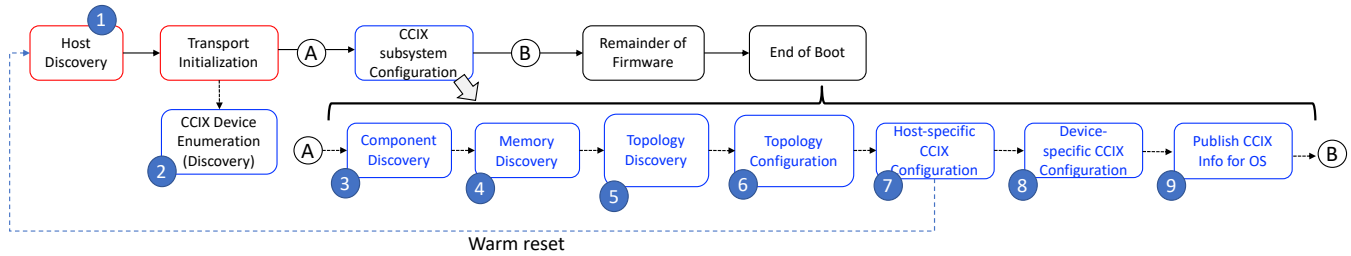 1
Host
Discovery
Transport
Initialization
A
CCIX
subsystem
Configuration
B
Remainder of
Firmware
End of Boot
CCIX Device
Enumeration
(Discovery)
2
A
Component
Discovery
3
Memory
Discovery
4
Topology
Discovery
5
Topology
Configuration
6
Host-specific
CCIX
Configuration
7
Device-
specific CCIX
Configuration
8
Publish CCIX
Info for OS
9
B
Warm reset